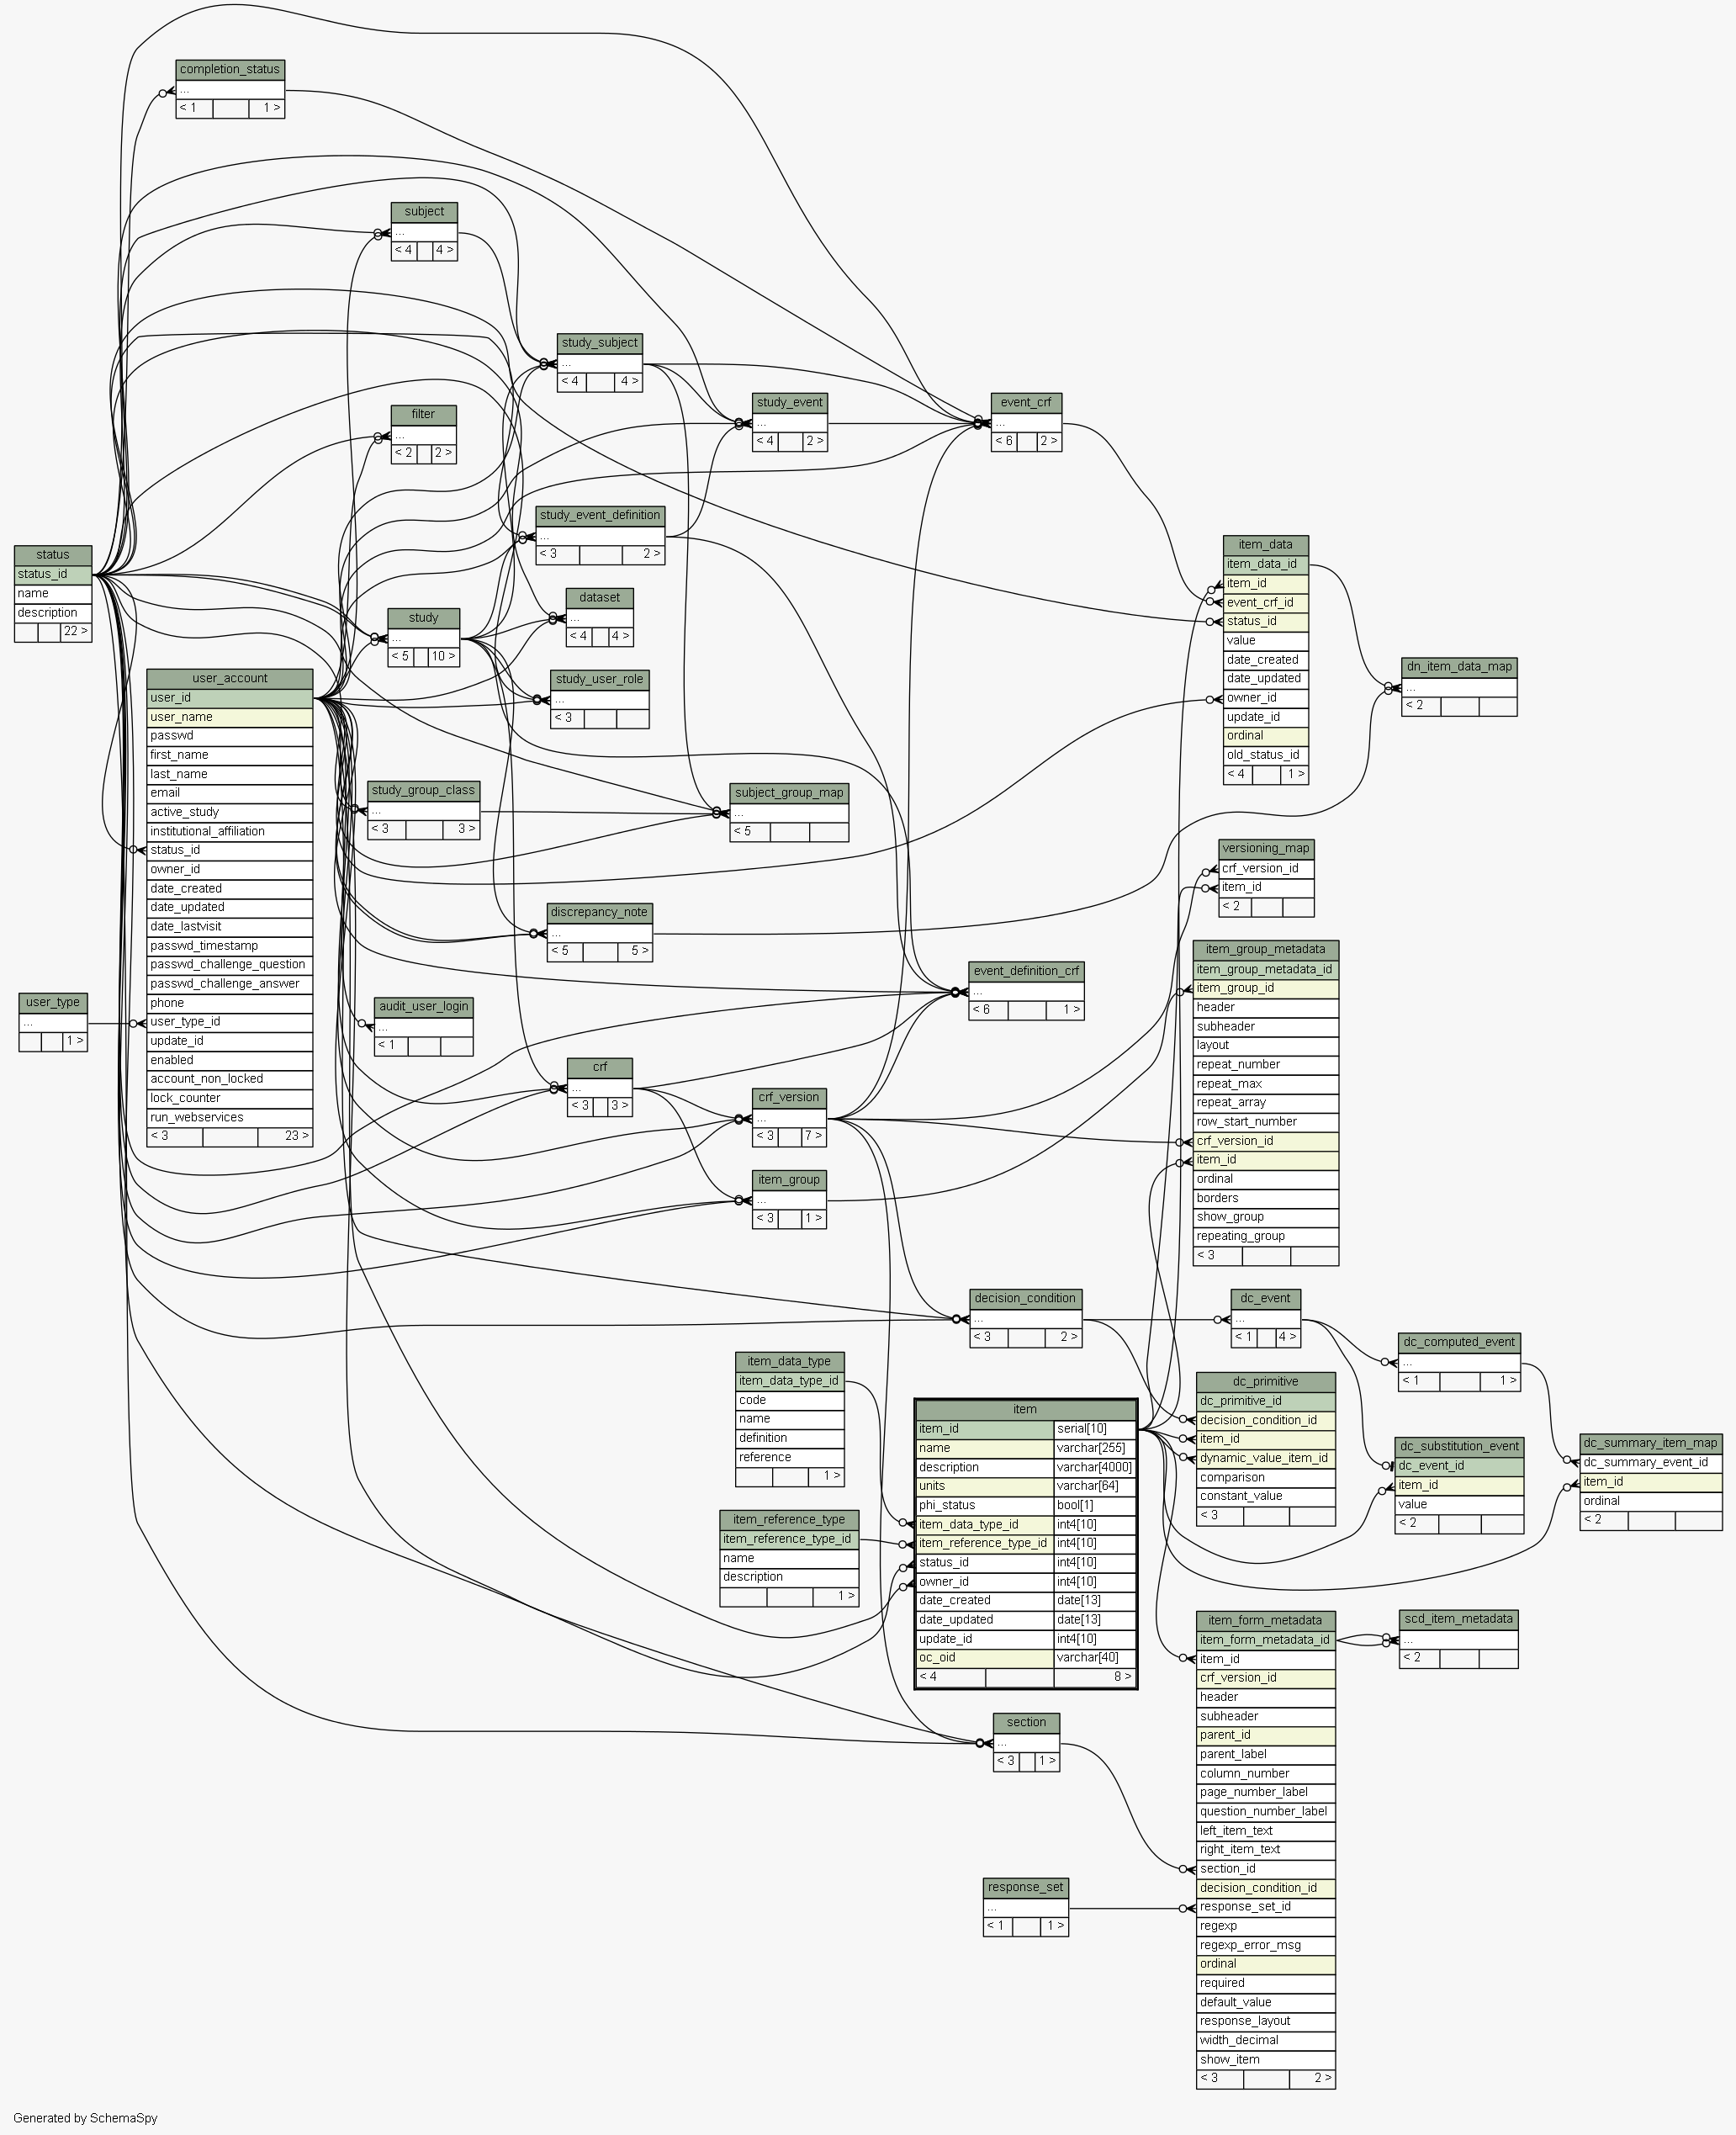 completion_status
...
< 1 1 >
subject
...
< 4 4 >
study_subject
...
< 4 4 >
filter
...
< 2 2 >
study_event
...
< 4 2 >
event_crf
...
< 6 2 >
study_event_definition
...
< 3 2 >
status
status_id
name
description
22 >
dataset
...
< 4 4 >
study
...
< 5 10 >
study_user_role
...
< 3
item_data
item_data_id
item_id
event_crf_id
status_id
value
date_created
date_updated
owner_id
update_id
ordinal
old_status_id
< 4 1 >
dn_item_data_map
...
< 2
user_account
user_id
user_name
passwd
first_name
last_name
email
active_study
institutional_affiliation
status_id
owner_id
date_created
date_updated
date_lastvisit
passwd_timestamp
passwd_challenge_question
passwd_challenge_answer
phone
user_type_id
update_id
enabled
account_non_locked
lock_counter
run_webservices
< 3 23 >
study_group_class
...
< 3 3 >
subject_group_map
...
< 5
versioning_map
crf_version_id
item_id
< 2
discrepancy_note
...
< 5 5 >
event_definition_crf
...
< 6 1 >
item_group_metadata
item_group_metadata_id
item_group_id
header
subheader
layout
repeat_number
repeat_max
repeat_array
row_start_number
crf_version_id
item_id
ordinal
borders
show_group
repeating_group
< 3
user_type
...
1 >
audit_user_login
...
< 1
crf
...
< 3 3 >
crf_version
...
< 3 7 >
item_group
...
< 3 1 >
decision_condition
...
< 3 2 >
dc_event
...
< 1 4 >
dc_computed_event
...
< 1 1 >
item_data_type
item_data_type_id
code
name
definition
reference
1 >
dc_primitive
dc_primitive_id
decision_condition_id
item_id
dynamic_value_item_id
comparison
constant_value
< 3
item
item_id serial[10]
name varchar[255]
description varchar[4000]
units varchar[64]
phi_status bool[1]
item_data_type_id int4[10]
item_reference_type_id int4[10]
status_id int4[10]
owner_id int4[10]
date_created date[13]
date_updated date[13]
update_id int4[10]
oc_oid varchar[40]
< 4 8 >
dc_substitution_event
dc_event_id
item_id
value
< 2
dc_summary_item_map
dc_summary_event_id
item_id
ordinal
< 2
item_reference_type
item_reference_type_id
name
description
1 >
item_form_metadata
item_form_metadata_id
item_id
crf_version_id
header
subheader
parent_id
parent_label
column_number
page_number_label
question_number_label
left_item_text
right_item_text
section_id
decision_condition_id
response_set_id
regexp
regexp_error_msg
ordinal
required
default_value
response_layout
width_decimal
show_item
< 3 2 >
scd_item_metadata
...
< 2
section
...
< 3 1 >
response_set
...
< 1 1 >
Generated by SchemaSpy